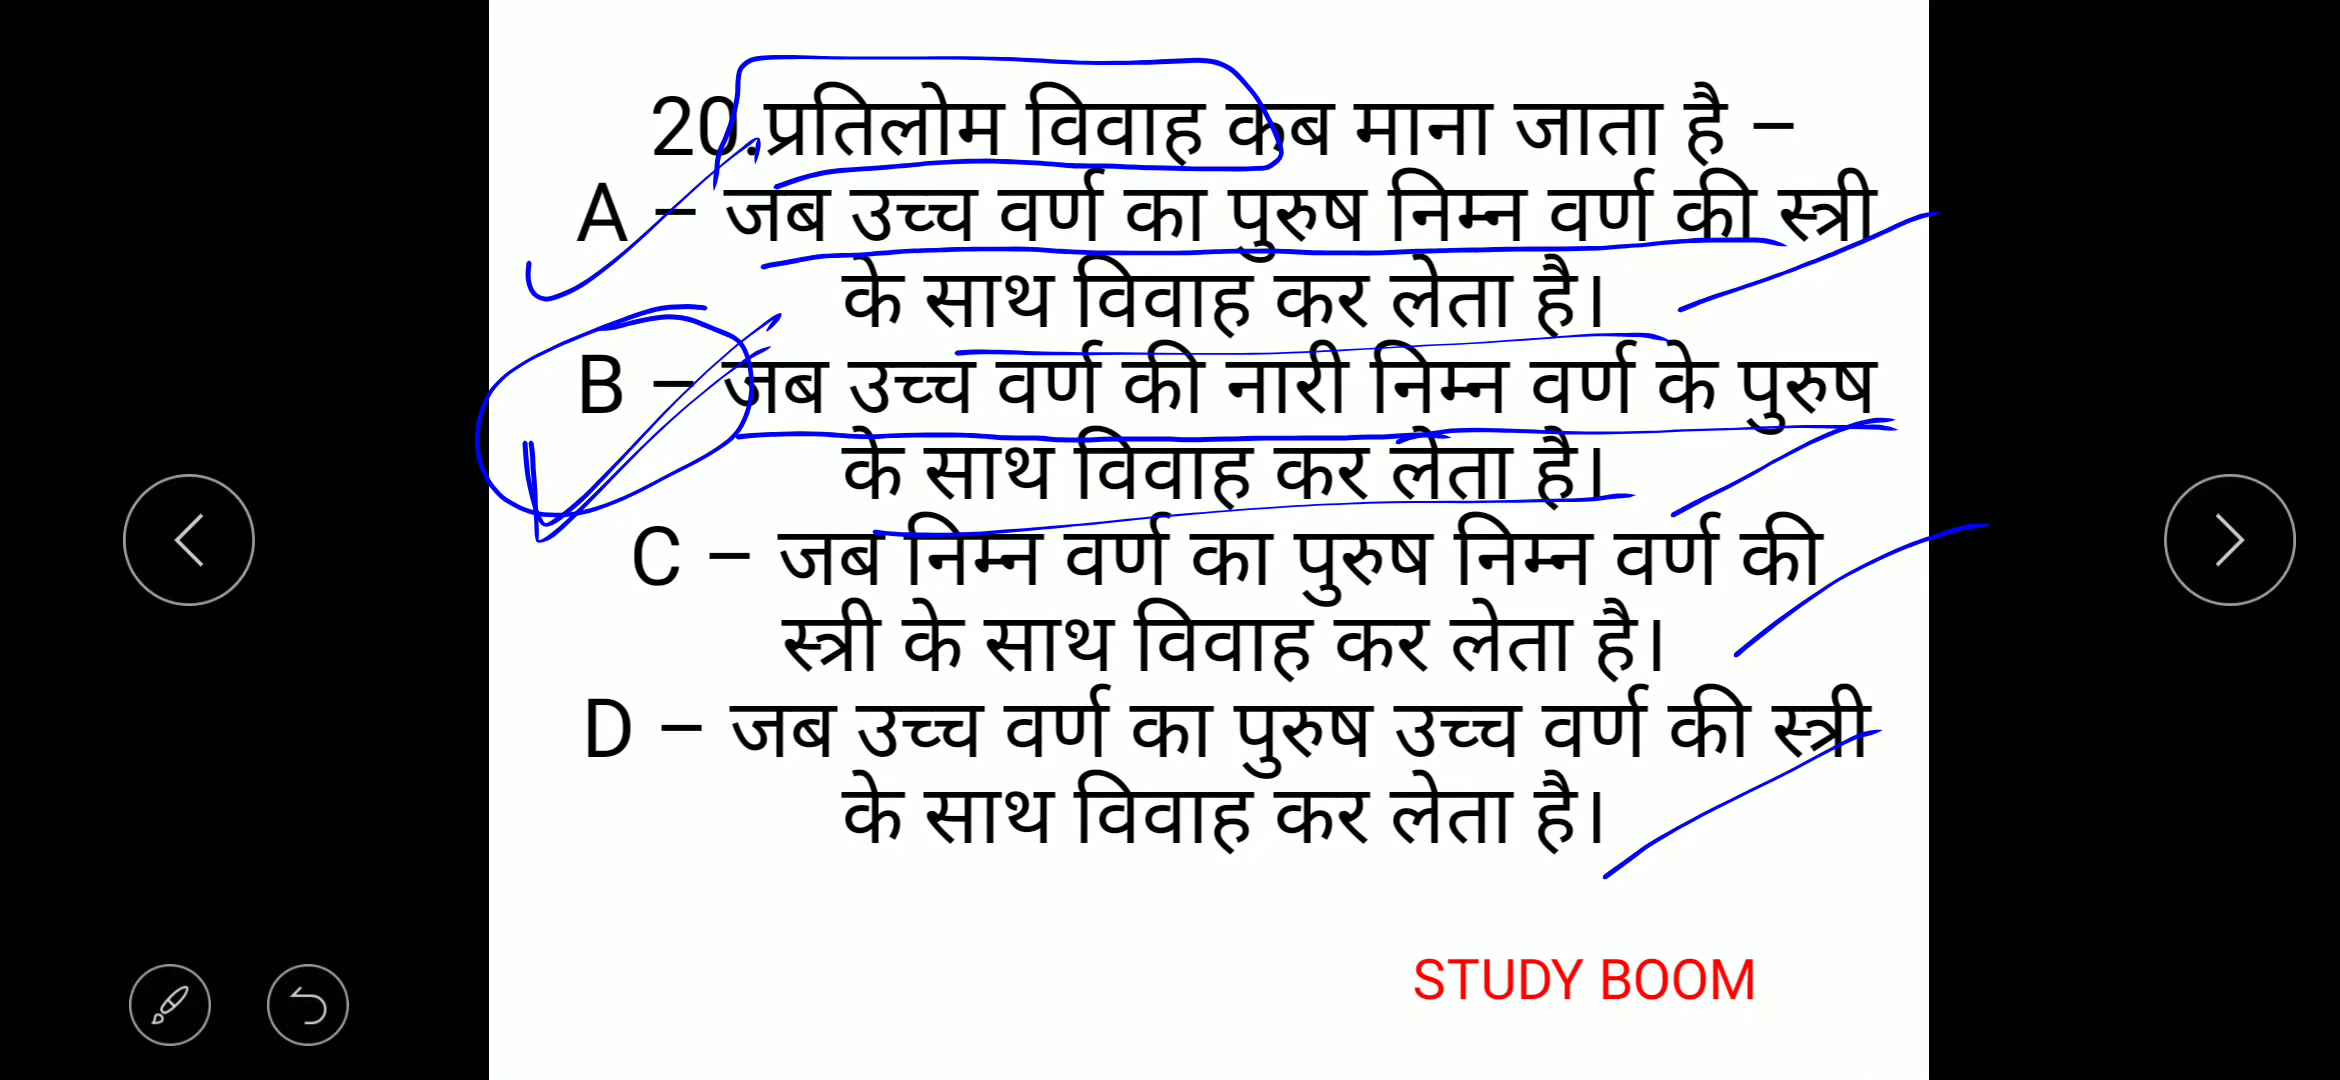 20.प्रतिलोम विवाह कब माना जाता है –
A – जब उच्च वर्ण का पुरुष निम्न वर्ण की स्त्री
के साथ विवाह कर लेता है।
B – जब उच्च वर्ण की नारी निम्न वर्ण के पुरुष
के साथ विवाह कर लेता है।
C – जब निम्न वर्ण का पुरुष निम्न वर्ण की
स्त्री के साथ विवाह कर लेता है।
D – जब उच्च वर्ण का पुरुष उच्च वर्ण की स्त्री
के साथ विवाह कर लेता है।
STUDY BOOM